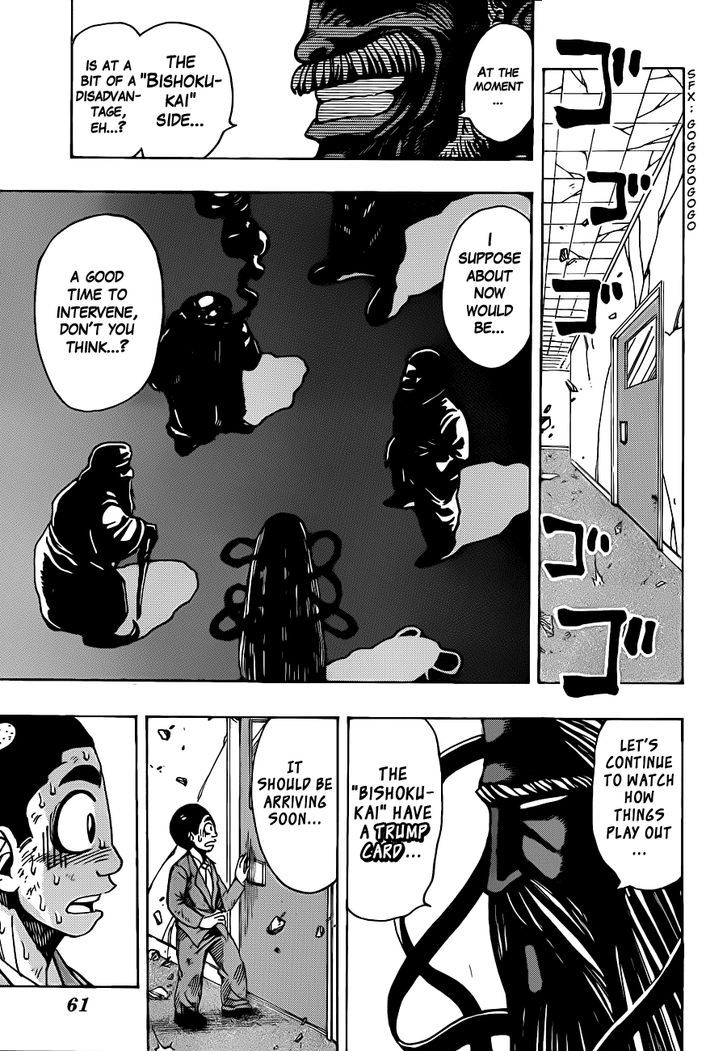 SFX: GOGOGOGOGO
ゴ
ゴ
ゴ
ゴ
ゴ
AT THE
MOMENT
...
THE
"BISHOKU-
KAI"
SIDE...
IS AT A
BIT OF A
DISADVAN-
TAGE,
EH...?
I
SUPPOSE
ABOUT
NOW
WOULD
BE...
A GOOD
TIME TO
INTERVENE,
DON'T YOU
THINK...?
LET'S
CONTINUE
TO WATCH
HOW
THINGS
PLAY OUT
...
THE
"BISHOKU-
KAI" HAVE
A TRUMP
CARD...
IT
SHOULD BE
ARRIVING
SOON...
61